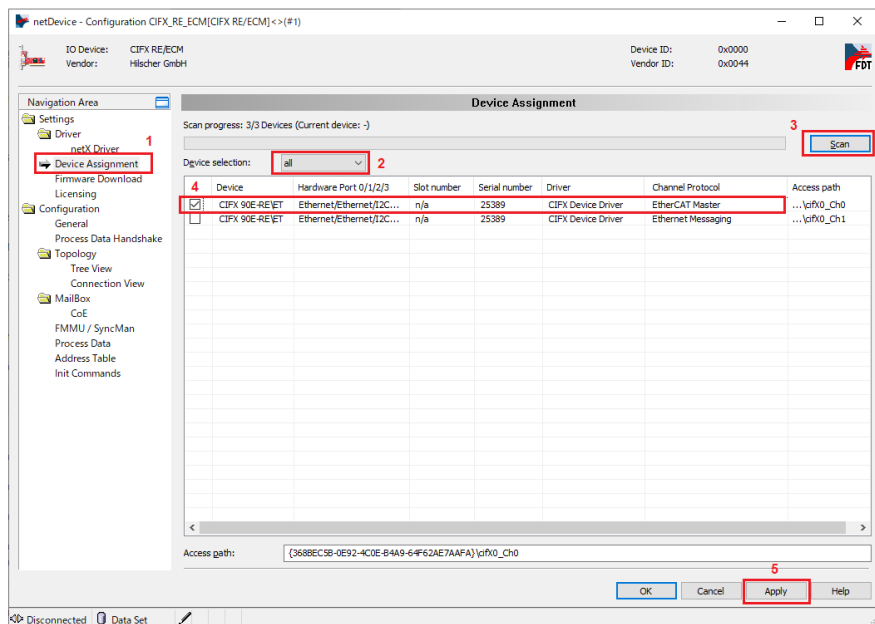 netDevice - Configuration CIFX_RE_ECM[CIFX RE/ECM]<>(#1)
IO Device: CIFX RE/ECM Device ID: 0x0000
Vendor: Hilscher GmbH Vendor ID: 0x0044
FDT
Navigation Area
Settings
Driver
netX Driver
1
Device Assignment
Firmware Download
Licensing
Configuration
General
Process Data Handshake
Topology
Tree View
Connection View
MailBox
CoE
FMMU / SyncMan
Process Data
Address Table
Init Commands
Device Assignment
Scan progress: 3/3 Devices (Current device: -)
3
Scan
Device selection: all 2
4 Device Hardware Port 0/1/2/3 Slot number Serial number Driver Channel Protocol Access path
CIFX 90E-RE\ET Ethernet/Ethernet/I2C... n/a 25389 CIFX Device Driver EtherCAT Master ...\cifX0_Ch0
CIFX 90E-RE\ET Ethernet/Ethernet/I2C... n/a 25389 CIFX Device Driver Ethernet Messaging ...\cifX0_Ch1
Access path: {368BEC5B-0E92-4C0E-B4A9-64F62AE7AAFA}\cifX0_Ch0
5
OK Cancel Apply Help
Disconnected Data Set